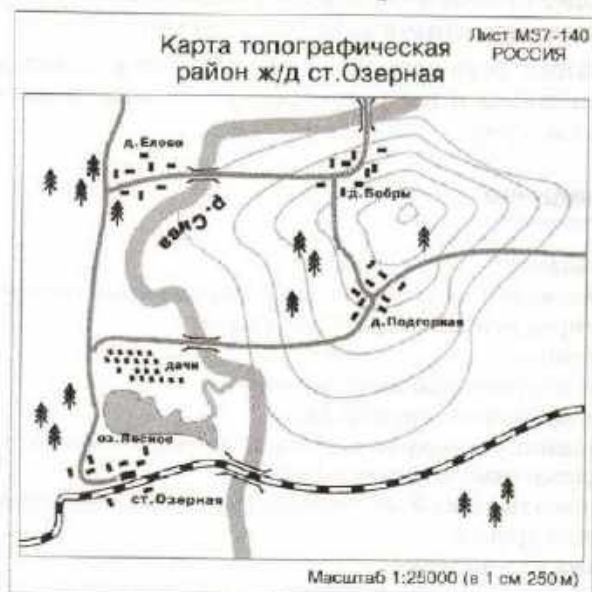 Лист М37-140
РОССИЯ
Карта топографическая
район ж/д ст.Озерная
д.Елово
д.Бобры
р.Сива
д.Подгорная
дачи
оз.Лесное
ст.Озерная
Масштаб 1:25000 (в 1 см 250 м)